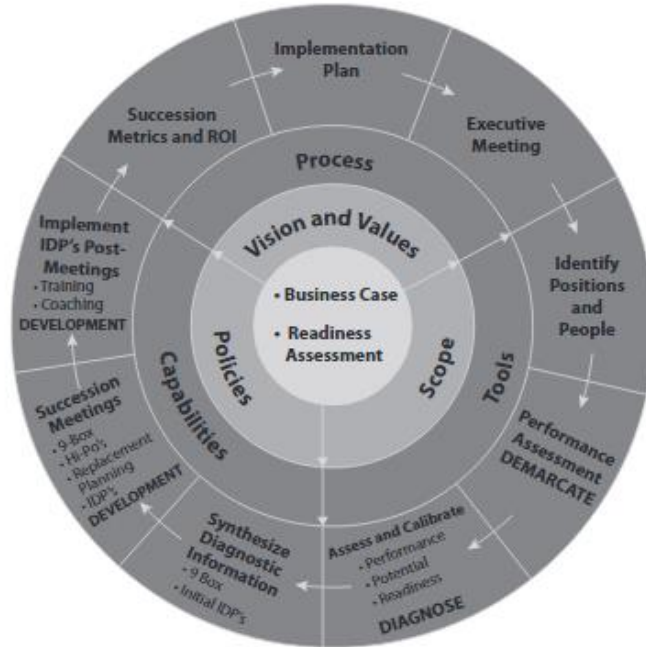 Implementation
Plan
Executive
Meeting
Identify
Positions
and
People
Performance
Assessment
DEMARCATE
Assess and Calibrate
• Performance
• Potential
• Readiness
DIAGNOSE
Synthesize
Diagnostic
Information
• 9 Box
• Initial IDP's
Succession
Meetings
• 9-Box
• Hi-Po's
• Replacement
Planning
• IDP's
DEVELOPMENT
Implement
IDP's Post-
Meetings
• Training
• Coaching
DEVELOPMENT
Succession
Metrics and ROI
Process
Tools
Capabilities
Vision and Values
Scope
Policies
• Business Case
• Readiness
Assessment